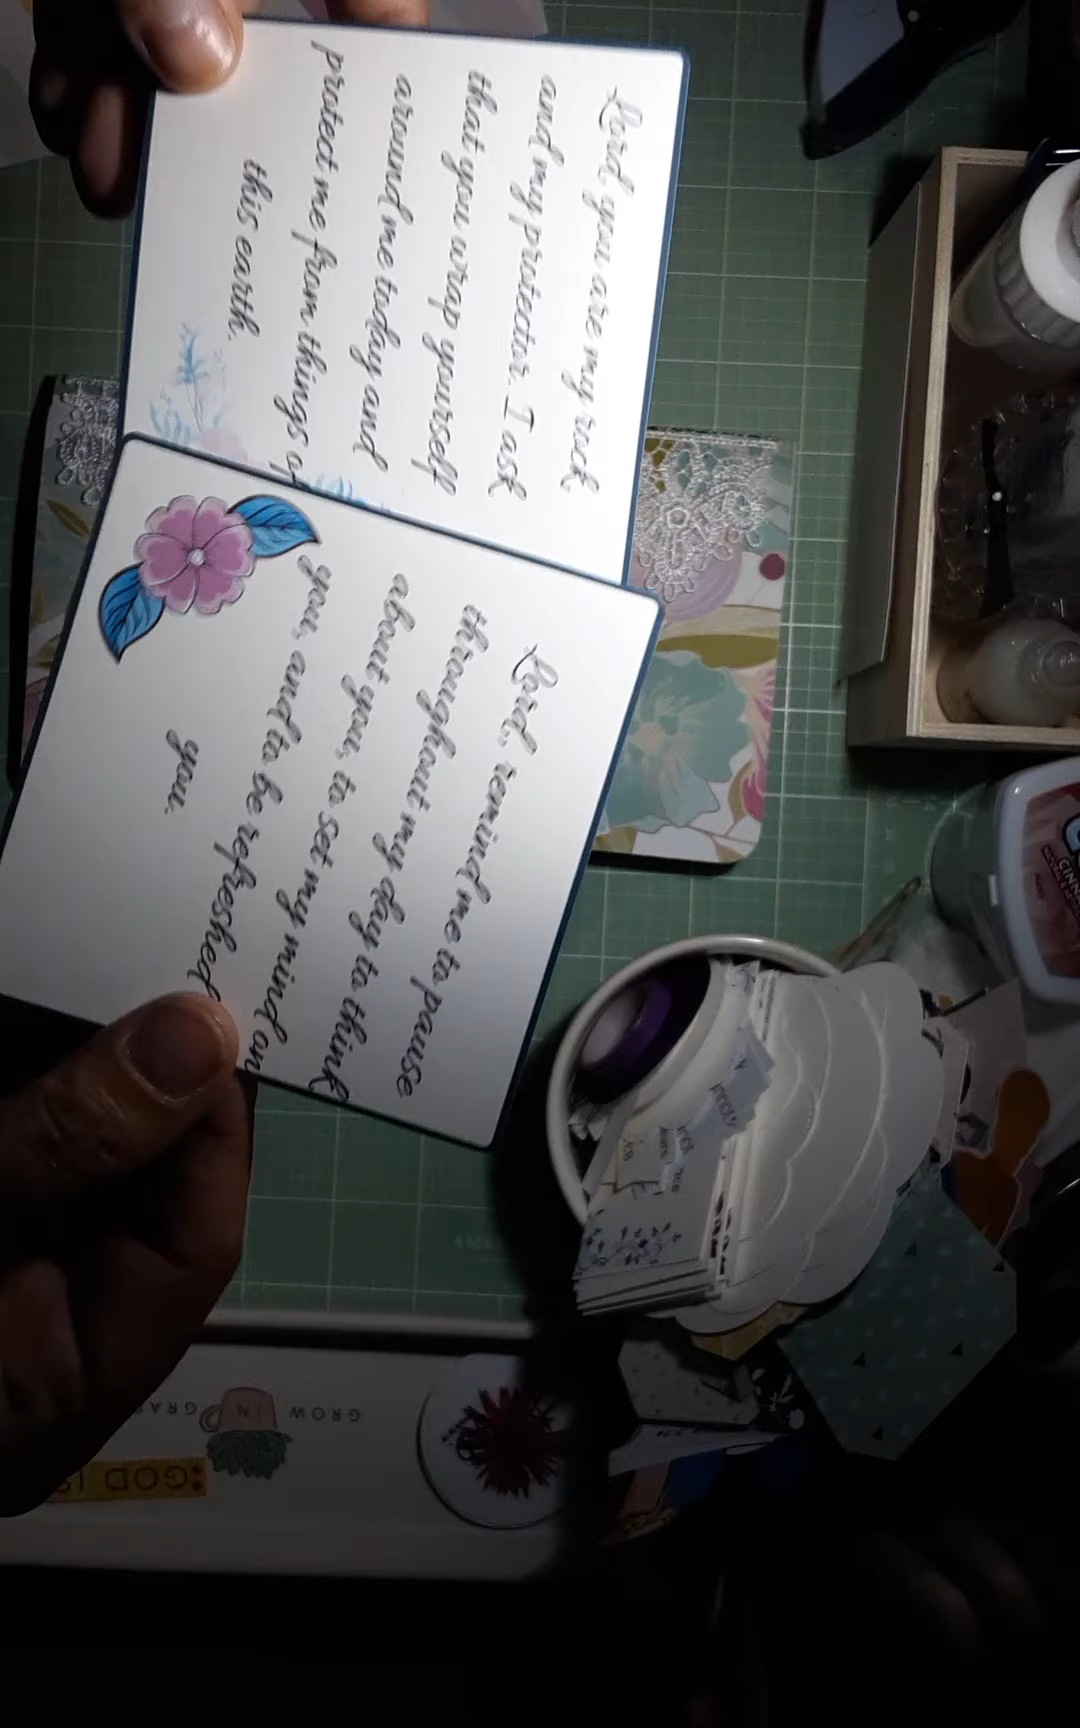 Lord you are my rock
and my protector. I ask
that you wrap yourself
around me today and
protect me from things of
this earth.
Lord, remind me to pause
throughout my day to think
about you, to set my mind on
you, and to be refreshed
you.
GROW IN GRA
GOD IS
CINN